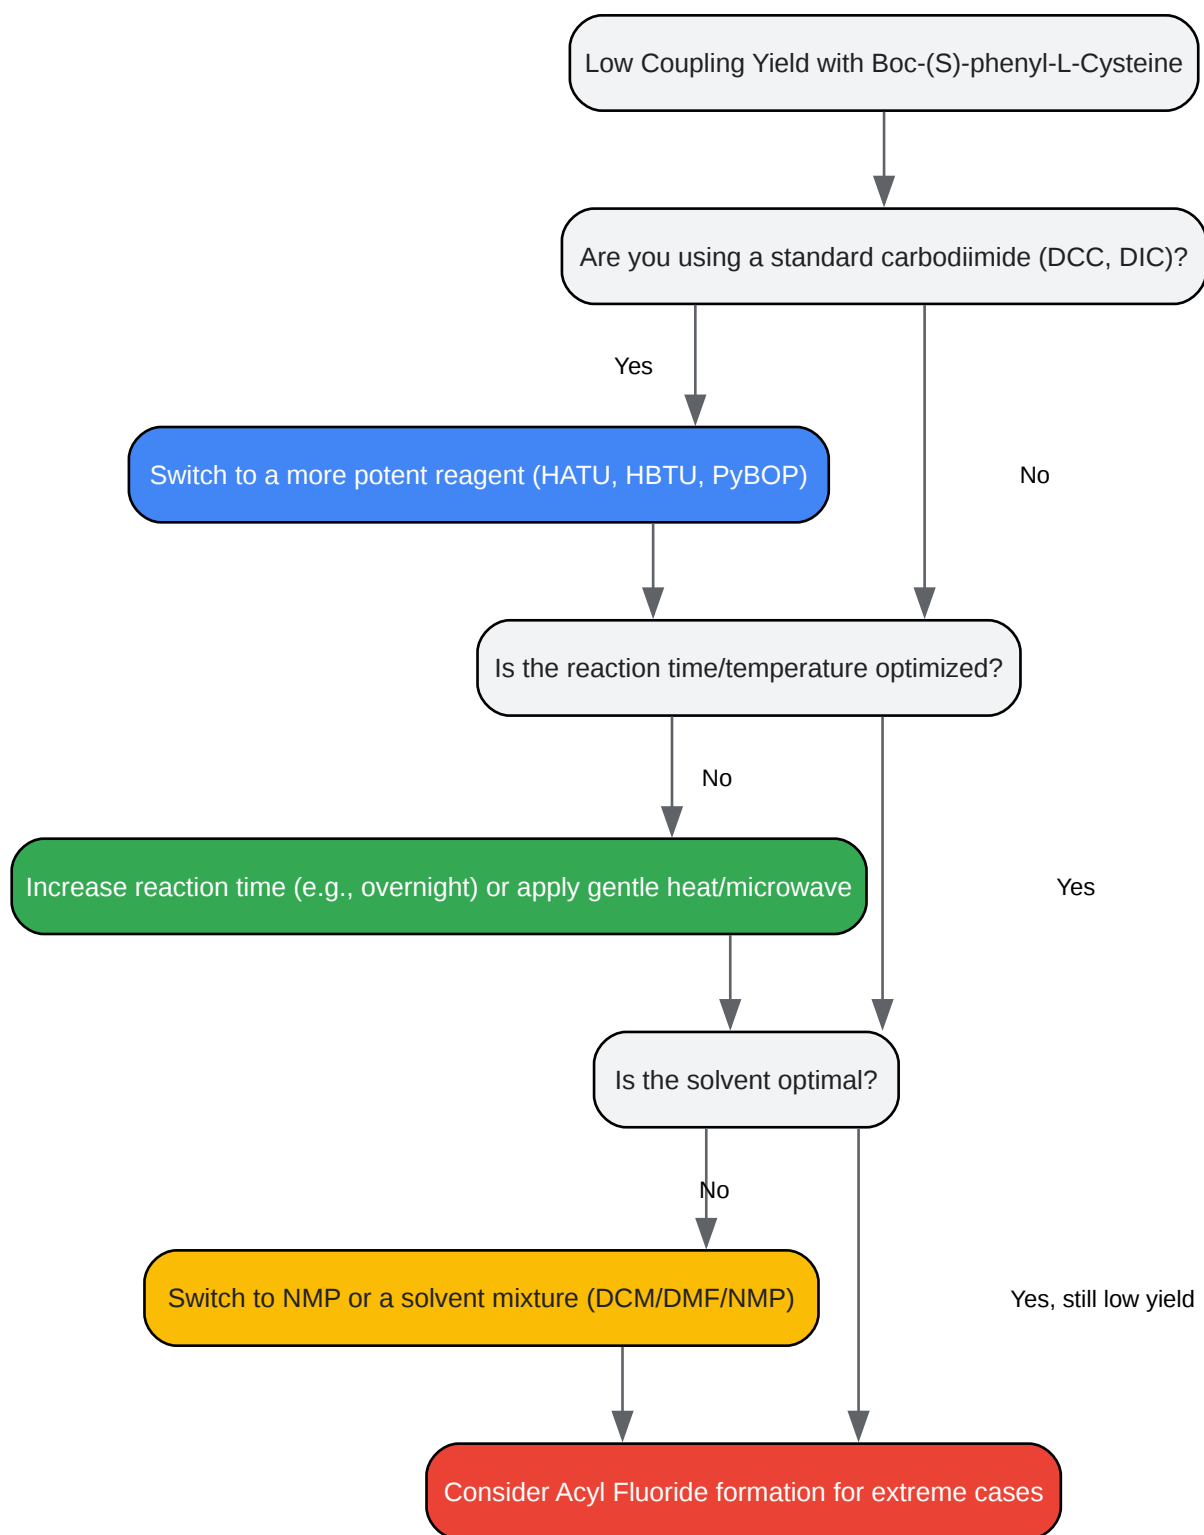 Low Coupling Yield with Boc-(S)-phenyl-L-Cysteine
Are you using a standard carbodiimide (DCC, DIC)?
Yes
Switch to a more potent reagent (HATU, HBTU, PyBOP)
No
Is the reaction time/temperature optimized?
No
Increase reaction time (e.g., overnight) or apply gentle heat/microwave
Yes
Is the solvent optimal?
No
Switch to NMP or a solvent mixture (DCM/DMF/NMP)
Yes, still low yield
Consider Acyl Fluoride formation for extreme cases